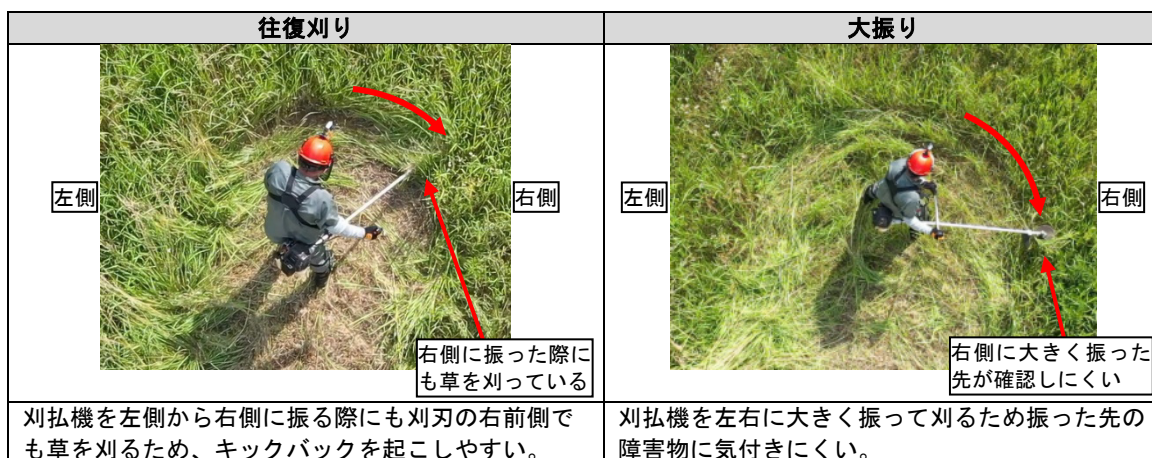 往復刈り
大振り
左側
右側
右側に振った際に
も草を刈っている
左側
右側
右側に大きく振った
先が確認しにくい
刈払機を左側から右側に振る際にも刈刃の右前側で
も草を刈るため、キックバックを起こしやすい。
刈払機を左右に大きく振って刈るため振った先の
障害物に気付きにくい。